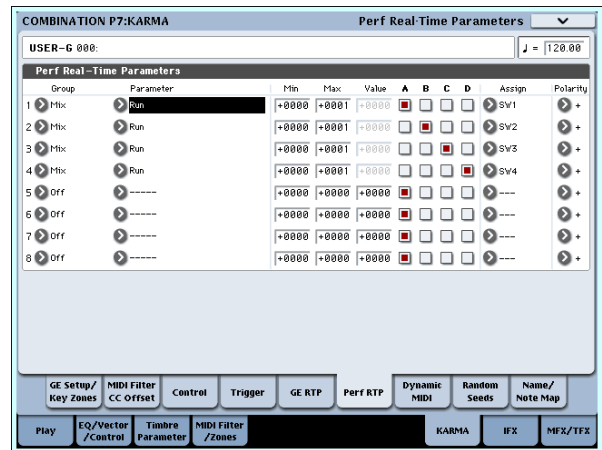 COMBINATION P7:KARMA Perf Real-Time Parameters
USER-G 000: ♩ = 120.00
Perf Real-Time Parameters
Group Parameter Min Max Value A B C D Assign Polarity
1 Mix Run +0000 +0001 +0000 SW1 +
2 Mix Run +0000 +0001 +0000 SW2 +
3 Mix Run +0000 +0001 +0000 SW3 +
4 Mix Run +0000 +0001 +0000 SW4 +
5 Off ----- +0000 +0000 +0000 --- +
6 Off ----- +0000 +0000 +0000 --- +
7 Off ----- +0000 +0000 +0000 --- +
8 Off ----- +0000 +0000 +0000 --- +
GE Setup/ MIDI Filter Control Trigger GE RTP Perf RTP Dynamic Random Name/
Key Zones CC Offset MIDI Seeds Note Map
Play EQ/Vector Timbre MIDI Filter KARMA IFX MFX/TFX
/Control Parameter /Zones